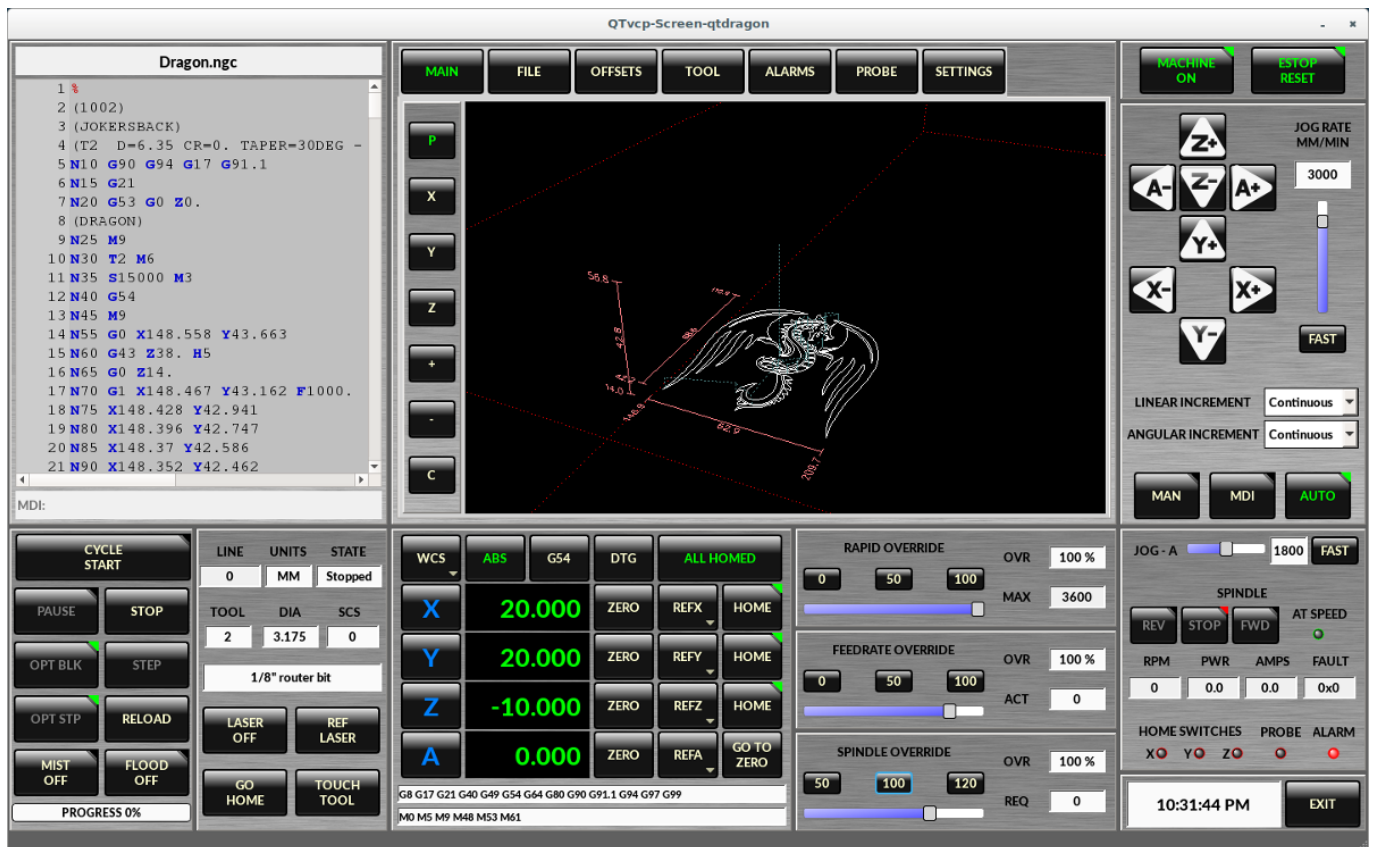 QTvcp-Screen-qtdragon
Dragon.ngc
1 %
2 (1002)
3 (JOKERSBACK)
4 (T2  D=6.35 CR=0. TAPER=30DEG -
5 N10 G90 G94 G17 G91.1
6 N15 G21
7 N20 G53 G0 Z0.
8 (DRAGON)
9 N25 M9
10 N30 T2 M6
11 N35 S15000 M3
12 N40 G54
13 N45 M9
14 N55 G0 X148.558 Y43.663
15 N60 G43 Z38. H5
16 N65 G0 Z14.
17 N70 G1 X148.467 Y43.162 F1000.
18 N75 X148.428 Y42.941
19 N80 X148.396 Y42.747
20 N85 X148.37 Y42.586
21 N90 X148.352 Y42.462
MDI:
MAIN FILE OFFSETS TOOL ALARMS PROBE SETTINGS
P
X
Y
Z
+
-
C
56.8
42.8
14.0
146.9
62.9
209.7
MACHINE ON
ESTOP RESET
JOG RATE
MM/MIN
3000
Z+
A- Z- A+
Y+
X- X+
Y-
FAST
LINEAR INCREMENT Continuous
ANGULAR INCREMENT Continuous
MAN MDI AUTO
CYCLE
START
PAUSE STOP
OPT BLK STEP
OPT STP RELOAD
MIST
OFF
FLOOD
OFF
PROGRESS 0%
LINE UNITS STATE
0 MM Stopped
TOOL DIA SCS
2 3.175 0
1/8" router bit
LASER
OFF
REF
LASER
GO
HOME
TOUCH
TOOL
WCS ABS G54 DTG ALL HOMED
X 20.000 ZERO REFX HOME
Y 20.000 ZERO REFY HOME
Z -10.000 ZERO REFZ HOME
A 0.000 ZERO REFA GO TO
ZERO
G8 G17 G21 G40 G49 G54 G64 G80 G90 G91.1 G94 G97 G99
M0 M5 M9 M48 M53 M61
RAPID OVERRIDE
0 50 100
OVR 100 %
MAX 3600
FEEDRATE OVERRIDE
0 50 100
OVR 100 %
ACT 0
SPINDLE OVERRIDE
50 100 120
OVR 100 %
REQ 0
JOG - A 1800 FAST
SPINDLE
REV STOP FWD AT SPEED
RPM PWR AMPS FAULT
0 0.0 0.0 0x0
HOME SWITCHES PROBE ALARM
X Y Z
10:31:44 PM EXIT